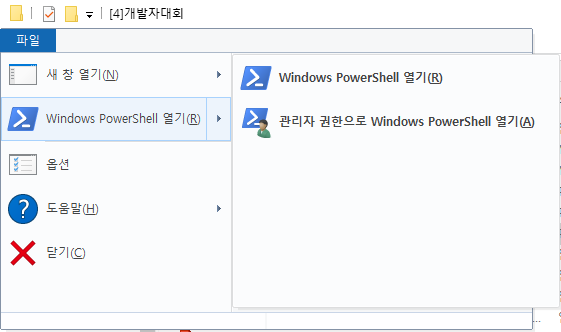 [4]개발자대회
파일
새 창 열기(N)
Windows PowerShell 열기(R)
옵션
도움말(H)
닫기(C)
Windows PowerShell 열기(R)
관리자 권한으로 Windows PowerShell 열기(A)